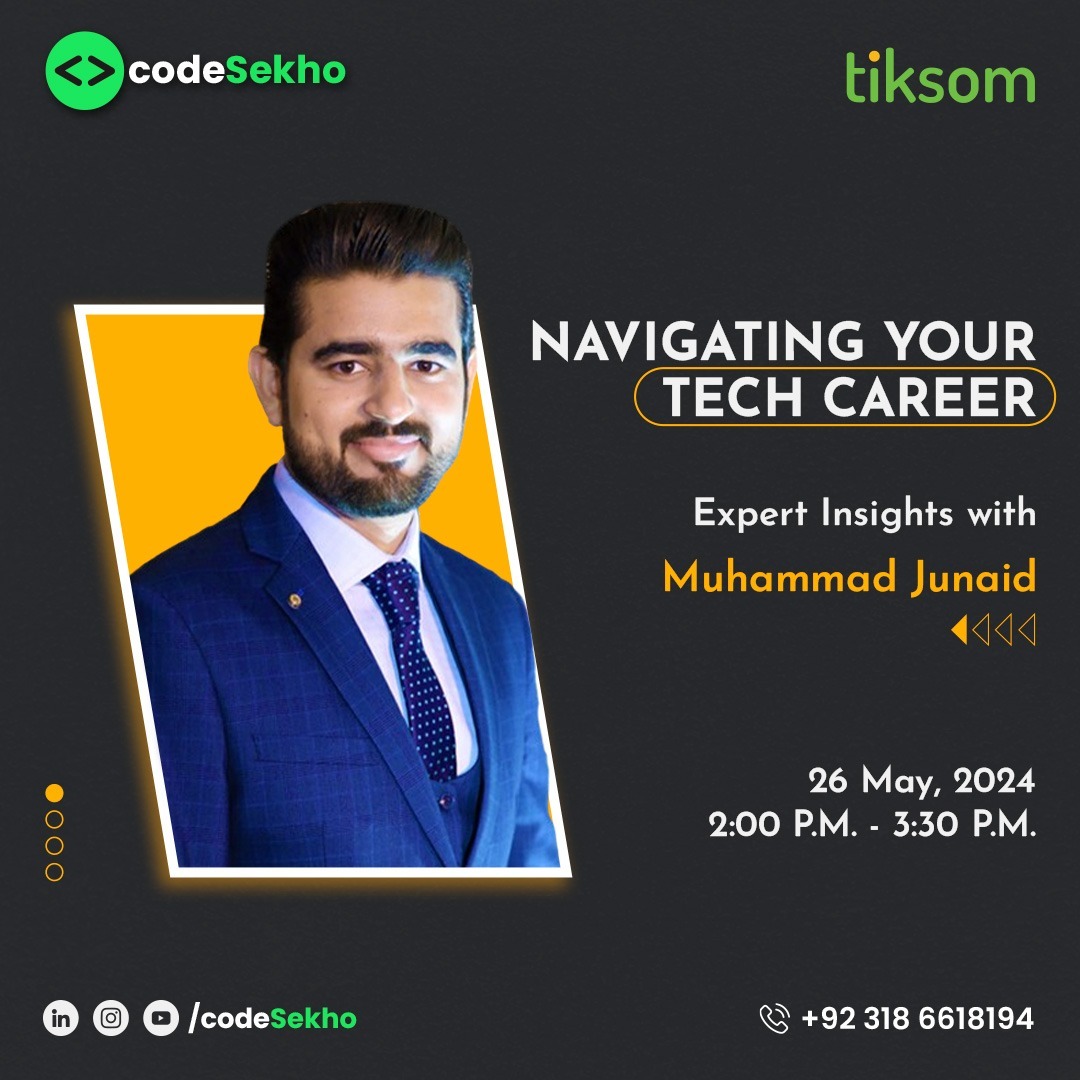 <> codeSekho
tiksom
NAVIGATING YOUR
TECH CAREER
Expert Insights with
Muhammad Junaid
26 May, 2024
2:00 P.M. - 3:30 P.M.
in /codeSekho
+92 318 6618194